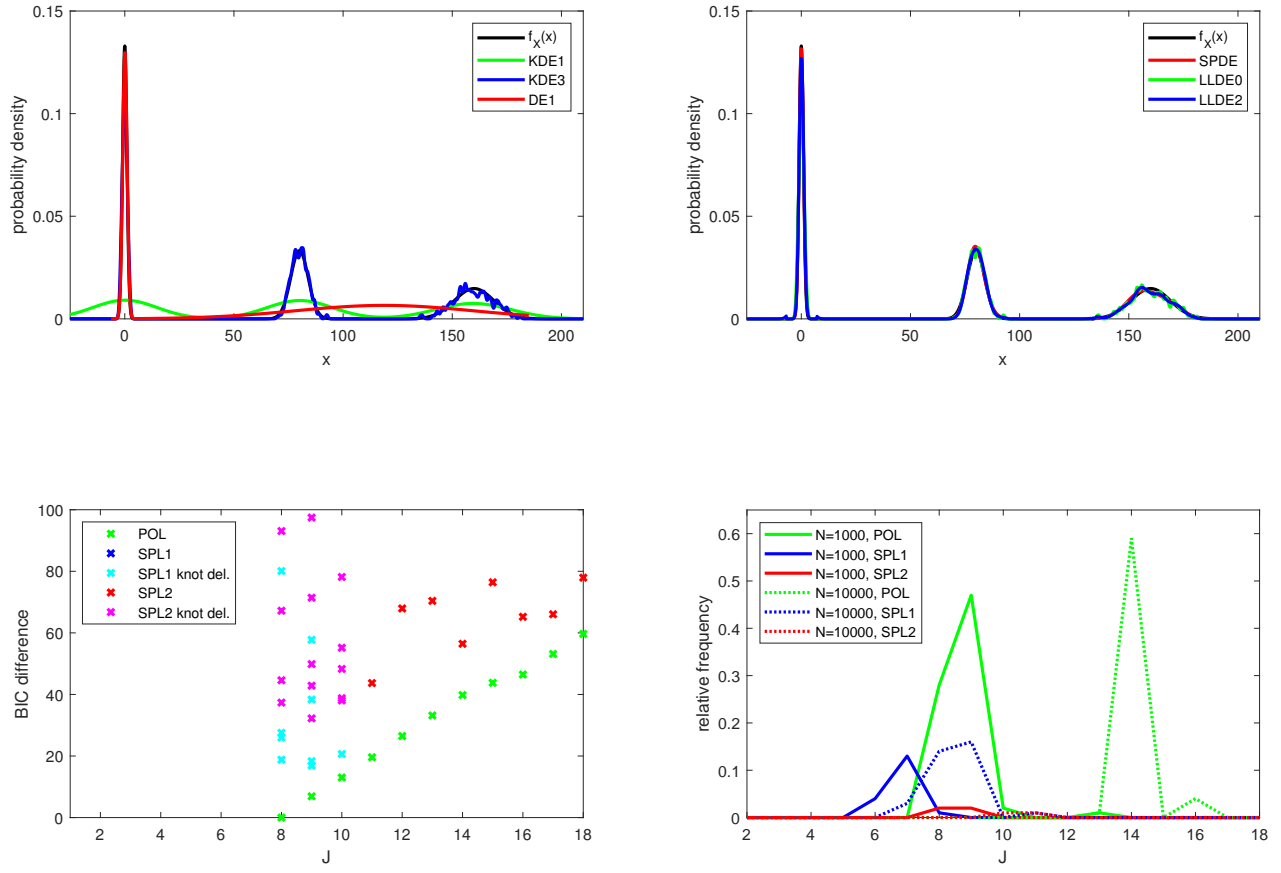 0.15
0.1
0.05
0
probability density
0 50 100 150 200
x
f_X(x)
KDE1
KDE3
DE1
0.15
0.1
0.05
0
probability density
0 50 100 150 200
x
f_X(x)
SPDE
LLDE0
LLDE2
100
80
60
40
20
0
BIC difference
2 4 6 8 10 12 14 16 18
J
POL
SPL1
SPL1 knot del.
SPL2
SPL2 knot del.
0.6
0.5
0.4
0.3
0.2
0.1
0
relative frequency
2 4 6 8 10 12 14 16 18
J
N=1000, POL
N=1000, SPL1
N=1000, SPL2
N=10000, POL
N=10000, SPL1
N=10000, SPL2